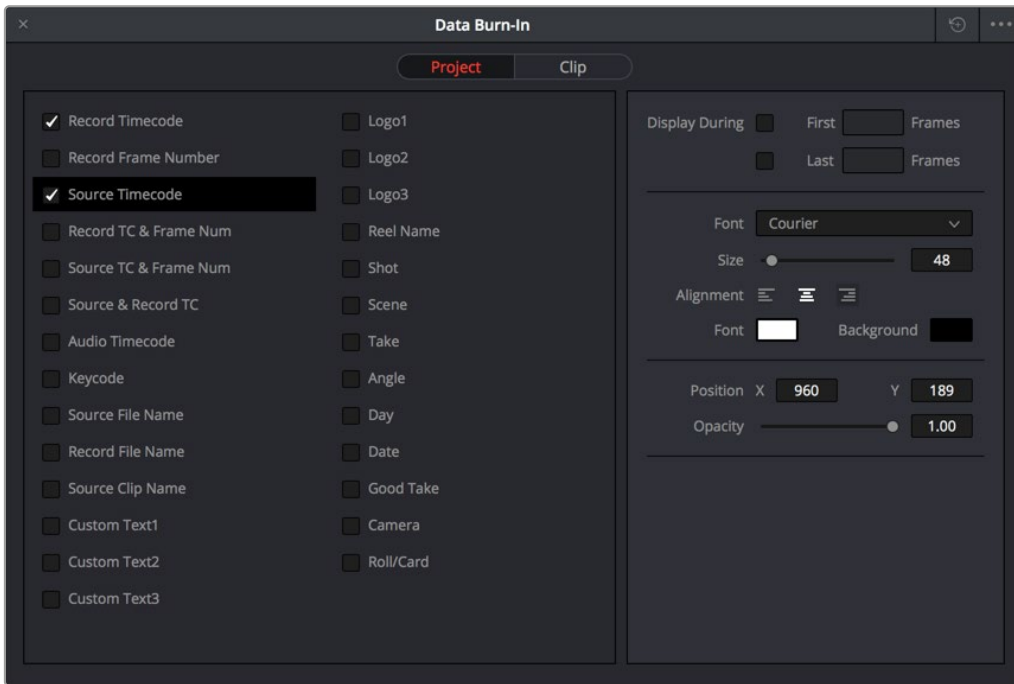 Data Burn-In
Project Clip
Record Timecode
Record Frame Number
Source Timecode
Record TC & Frame Num
Source TC & Frame Num
Source & Record TC
Audio Timecode
Keycode
Source File Name
Record File Name
Source Clip Name
Custom Text1
Custom Text2
Custom Text3
Logo1
Logo2
Logo3
Reel Name
Shot
Scene
Take
Angle
Day
Date
Good Take
Camera
Roll/Card
Display During First Frames
Last Frames
Font Courier
Size 48
Alignment
Font Background
Position X 960 Y 189
Opacity 1.00